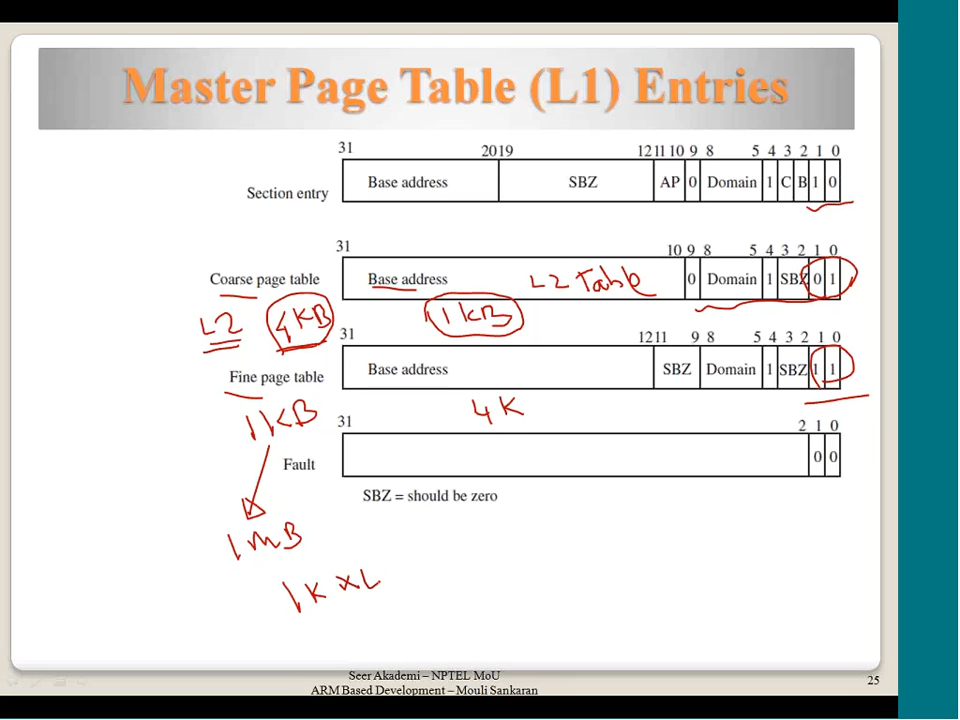 Master Page Table (L1) Entries
31 20 19 12 11 10 9 8 5 4 3 2 1 0
Section entry Base address SBZ AP 0 Domain 1 C B 1 0
31 10 9 8 5 4 3 2 1 0
Coarse page table Base address L2 Table 0 Domain 1 SBZ 0 1
L2 4KB 1KB
31 12 11 9 8 5 4 3 2 1 0
Fine page table Base address SBZ Domain 1 SBZ 1 1
1KB 4K
31 2 1 0
Fault 0 0
SBZ = should be zero
1MB
1K
Seer Akademi – NPTEL MoU
ARM Based Development – Mouli Sankaran
25